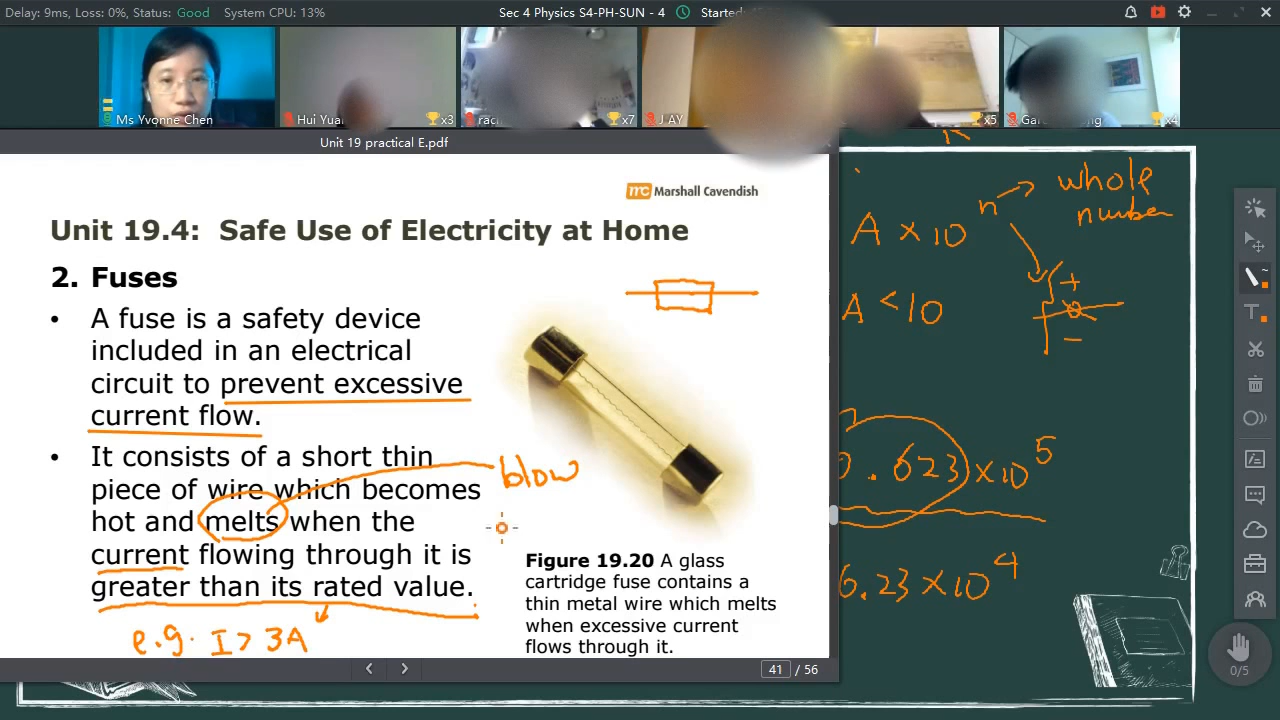 Delay: 9ms, Loss: 0%, Status: Good System CPU: 13%
Sec 4 Physics S4-PH-SUN - 4
Ms Yvonne Chen
Hui Yuan
x3
x7
J AY
x5
x4
Unit 19 practical E.pdf
Marshall Cavendish
Unit 19.4: Safe Use of Electricity at Home
2. Fuses
• A fuse is a safety device
included in an electrical
circuit to prevent excessive
current flow.
• It consists of a short thin
piece of wire which becomes
hot and melts when the
current flowing through it is
greater than its rated value.
blow
e.g. I > 3A
Figure 19.20 A glass
cartridge fuse contains a
thin metal wire which melts
when excessive current
flows through it.
41 / 56
n → whole
number
A × 10
+
0
-
A < 10
0.623 × 10⁵
6.23 × 10⁴
0/5